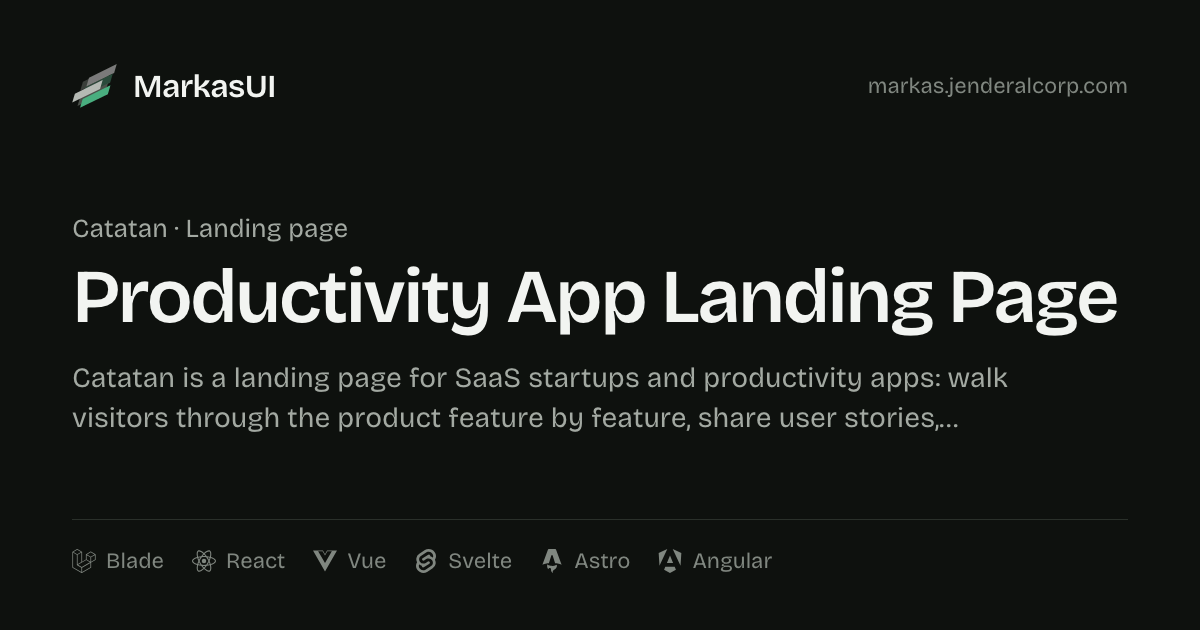 MarkasUI
markas.jenderalcorp.com
Catatan · Landing page
Productivity App Landing Page
Catatan is a landing page for SaaS startups and productivity apps: walk
visitors through the product feature by feature, share user stories,...
Blade React Vue Svelte Astro Angular